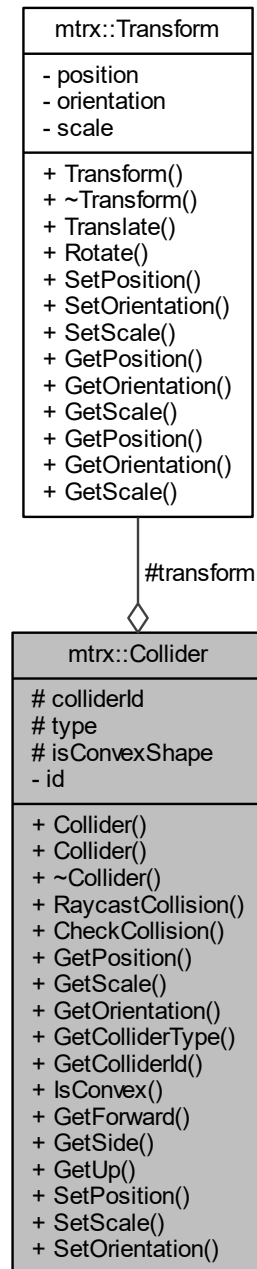 mtrx::Transform
- position
- orientation
- scale
+ Transform()
+ ~Transform()
+ Translate()
+ Rotate()
+ SetPosition()
+ SetOrientation()
+ SetScale()
+ GetPosition()
+ GetOrientation()
+ GetScale()
+ GetPosition()
+ GetOrientation()
+ GetScale()
#transform
mtrx::Collider
# colliderId
# type
# isConvexShape
- id
+ Collider()
+ Collider()
+ ~Collider()
+ RaycastCollision()
+ CheckCollision()
+ GetPosition()
+ GetScale()
+ GetOrientation()
+ GetColliderType()
+ GetColliderId()
+ IsConvex()
+ GetForward()
+ GetSide()
+ GetUp()
+ SetPosition()
+ SetScale()
+ SetOrientation()